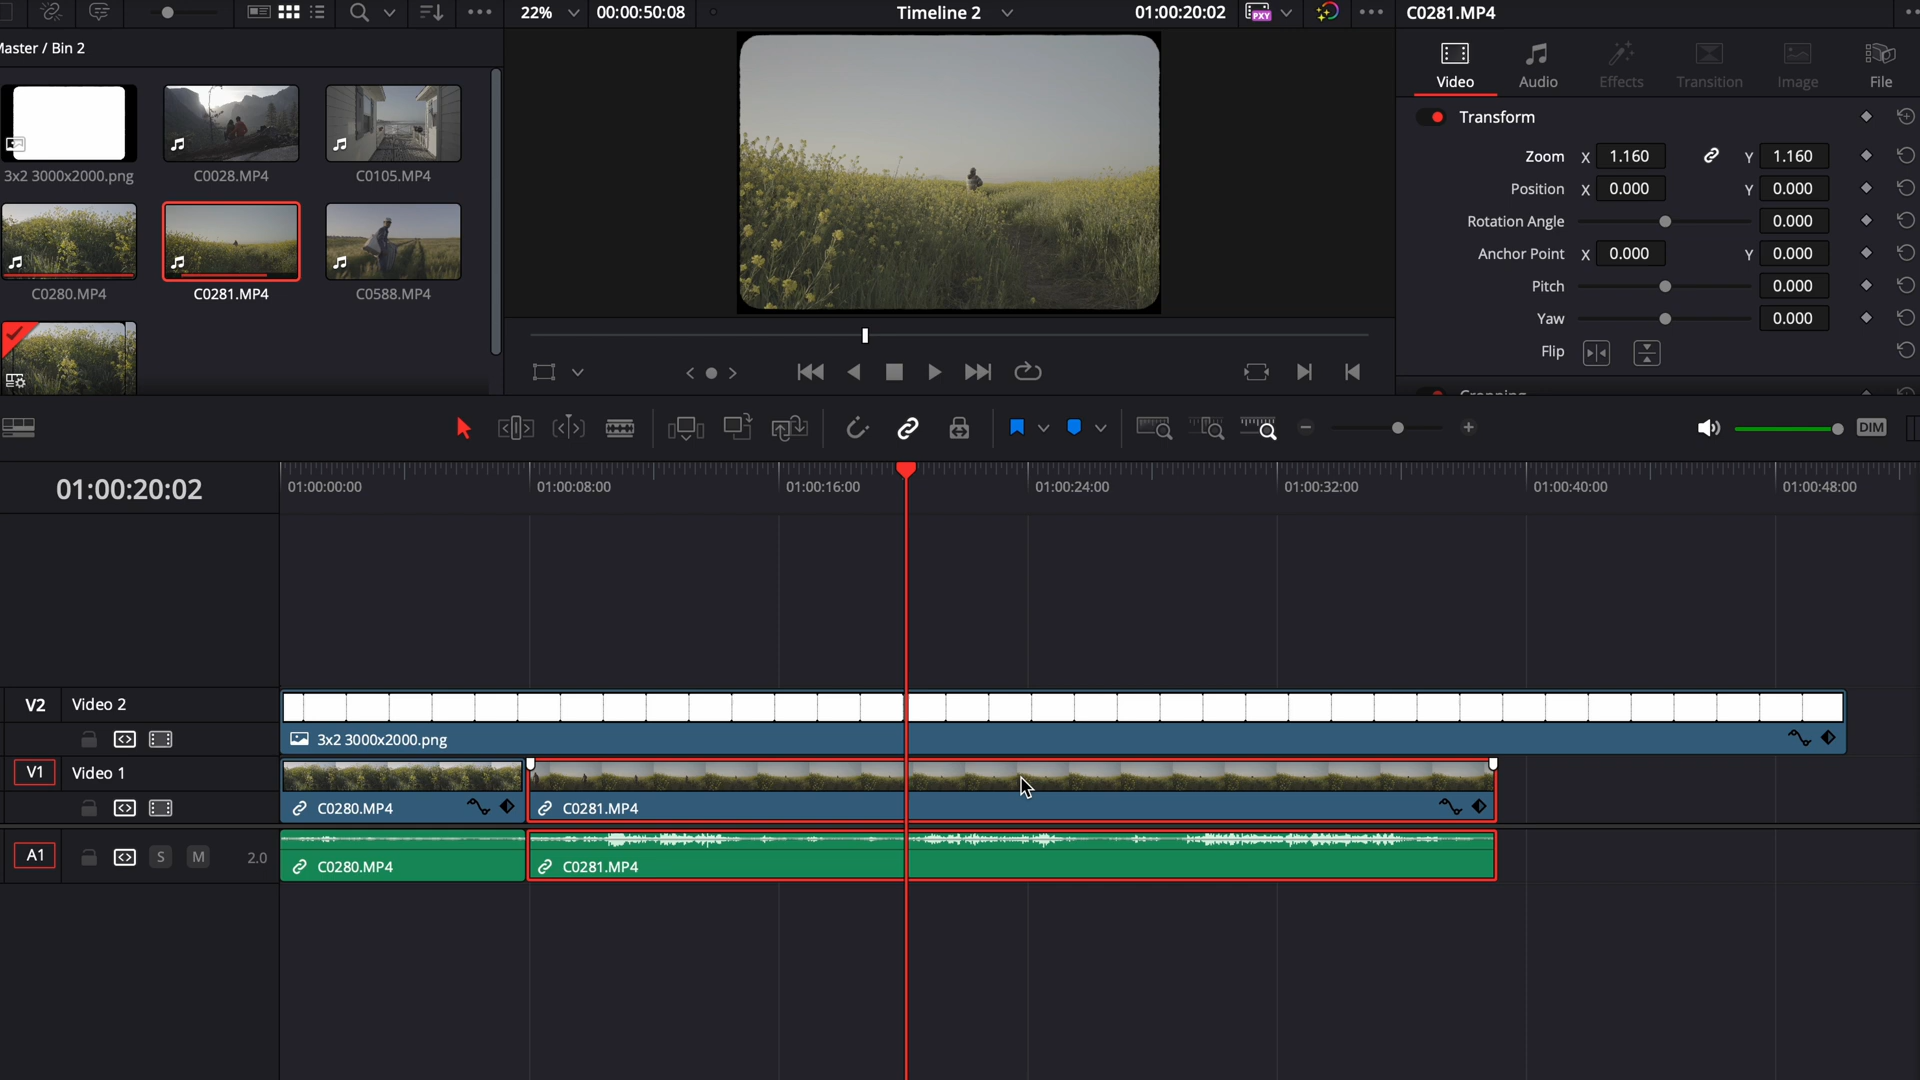 22%
00:00:50:08
Timeline 2
01:00:20:02
PXY
C0281.MP4
Master / Bin 2
Video
Audio
Effects
Transition
Image
File
3x2 3000x2000.png
C0028.MP4
C0105.MP4
C0280.MP4
C0281.MP4
C0588.MP4
Transform
Zoom X 1.160 Y 1.160
Position X 0.000 Y 0.000
Rotation Angle 0.000
Anchor Point X 0.000 Y 0.000
Pitch 0.000
Yaw 0.000
Flip
Cropping
DIM
01:00:20:02
01:00:00:00
01:00:08:00
01:00:16:00
01:00:24:00
01:00:32:00
01:00:40:00
01:00:48:00
V2 Video 2
3x2 3000x2000.png
V1 Video 1
C0280.MP4
C0281.MP4
A1 S M 2.0
C0280.MP4
C0281.MP4